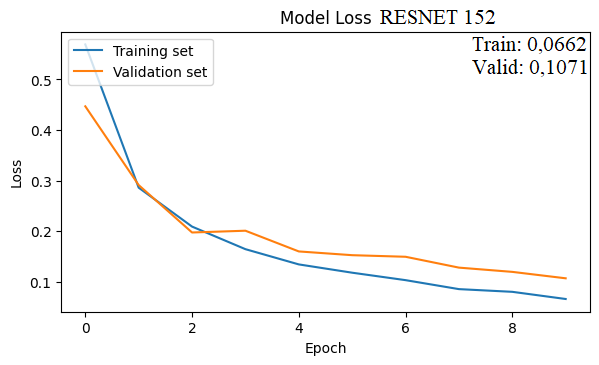 Model Loss RESNET 152
Training set
Validation set
Train: 0,0662
Valid: 0,1071
Loss
0.5
0.4
0.3
0.2
0.1
0 2 4 6 8
Epoch